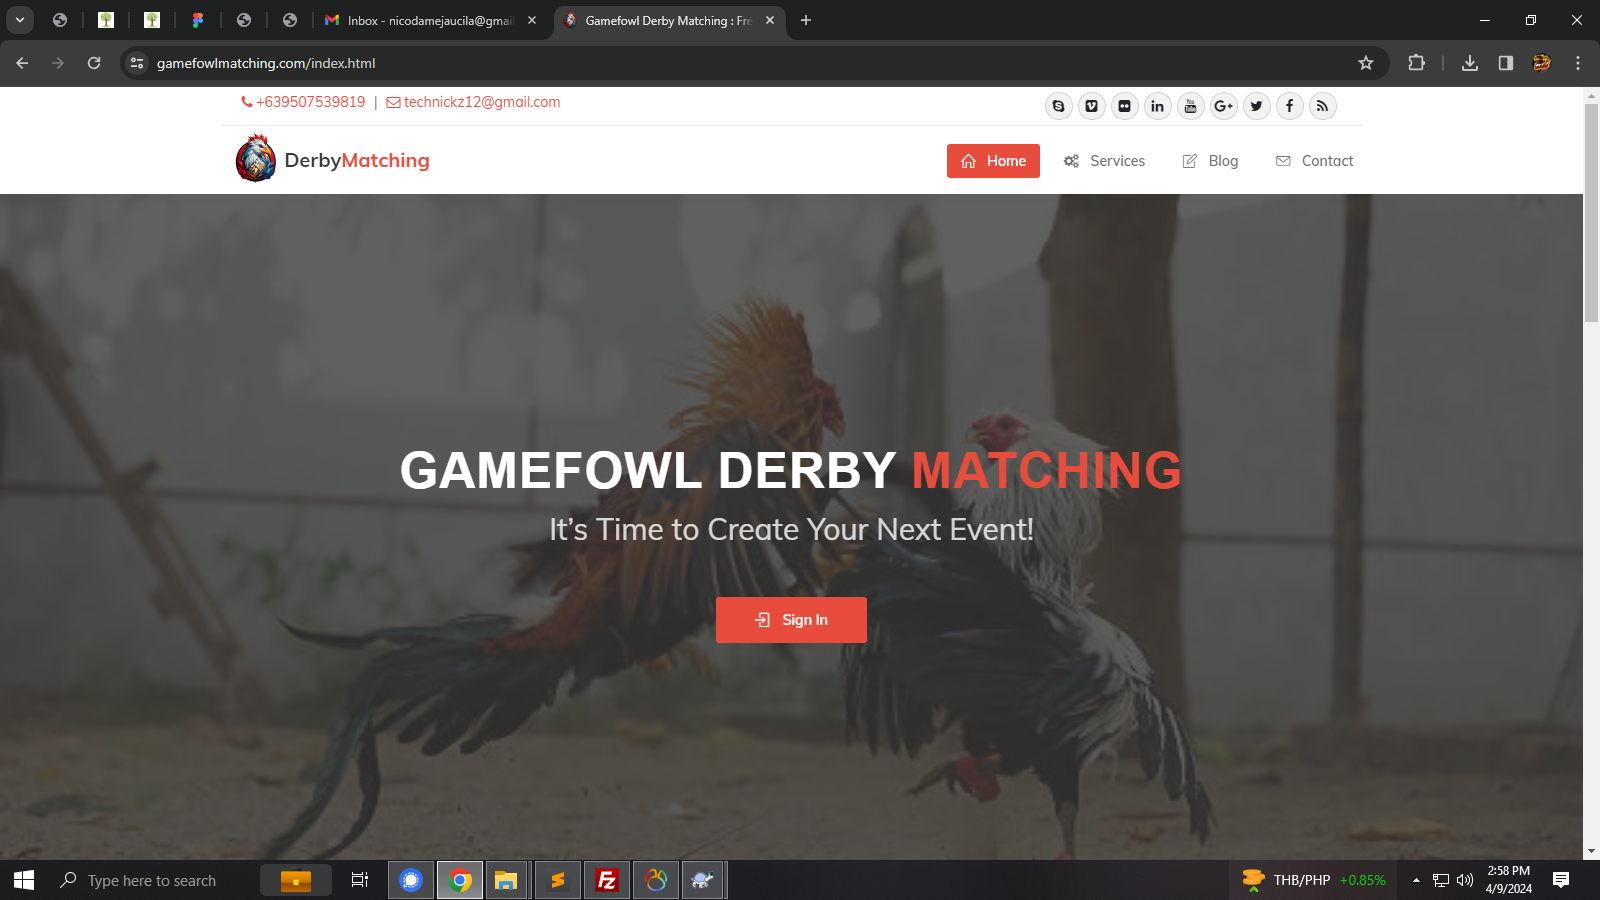 Inbox - nicodamejaucila@gmai
Gamefowl Derby Matching : Fre
gamefowlmatching.com/index.html
+639507539819 | technickz12@gmail.com
DerbyMatching
Home
Services
Blog
Contact
GAMEFOWL DERBY MATCHING
It's Time to Create Your Next Event!
Sign In
Type here to search
THB/PHP +0.85%
2:58 PM
4/9/2024